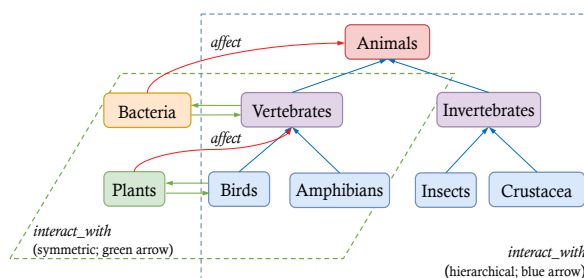 affect
Animals
Bacteria
Vertebrates
Invertebrates
affect
Plants
Birds
Amphibians
Insects
Crustacea
interact_with
(symmetric; green arrow)
interact_with
(hierarchical; blue arrow)